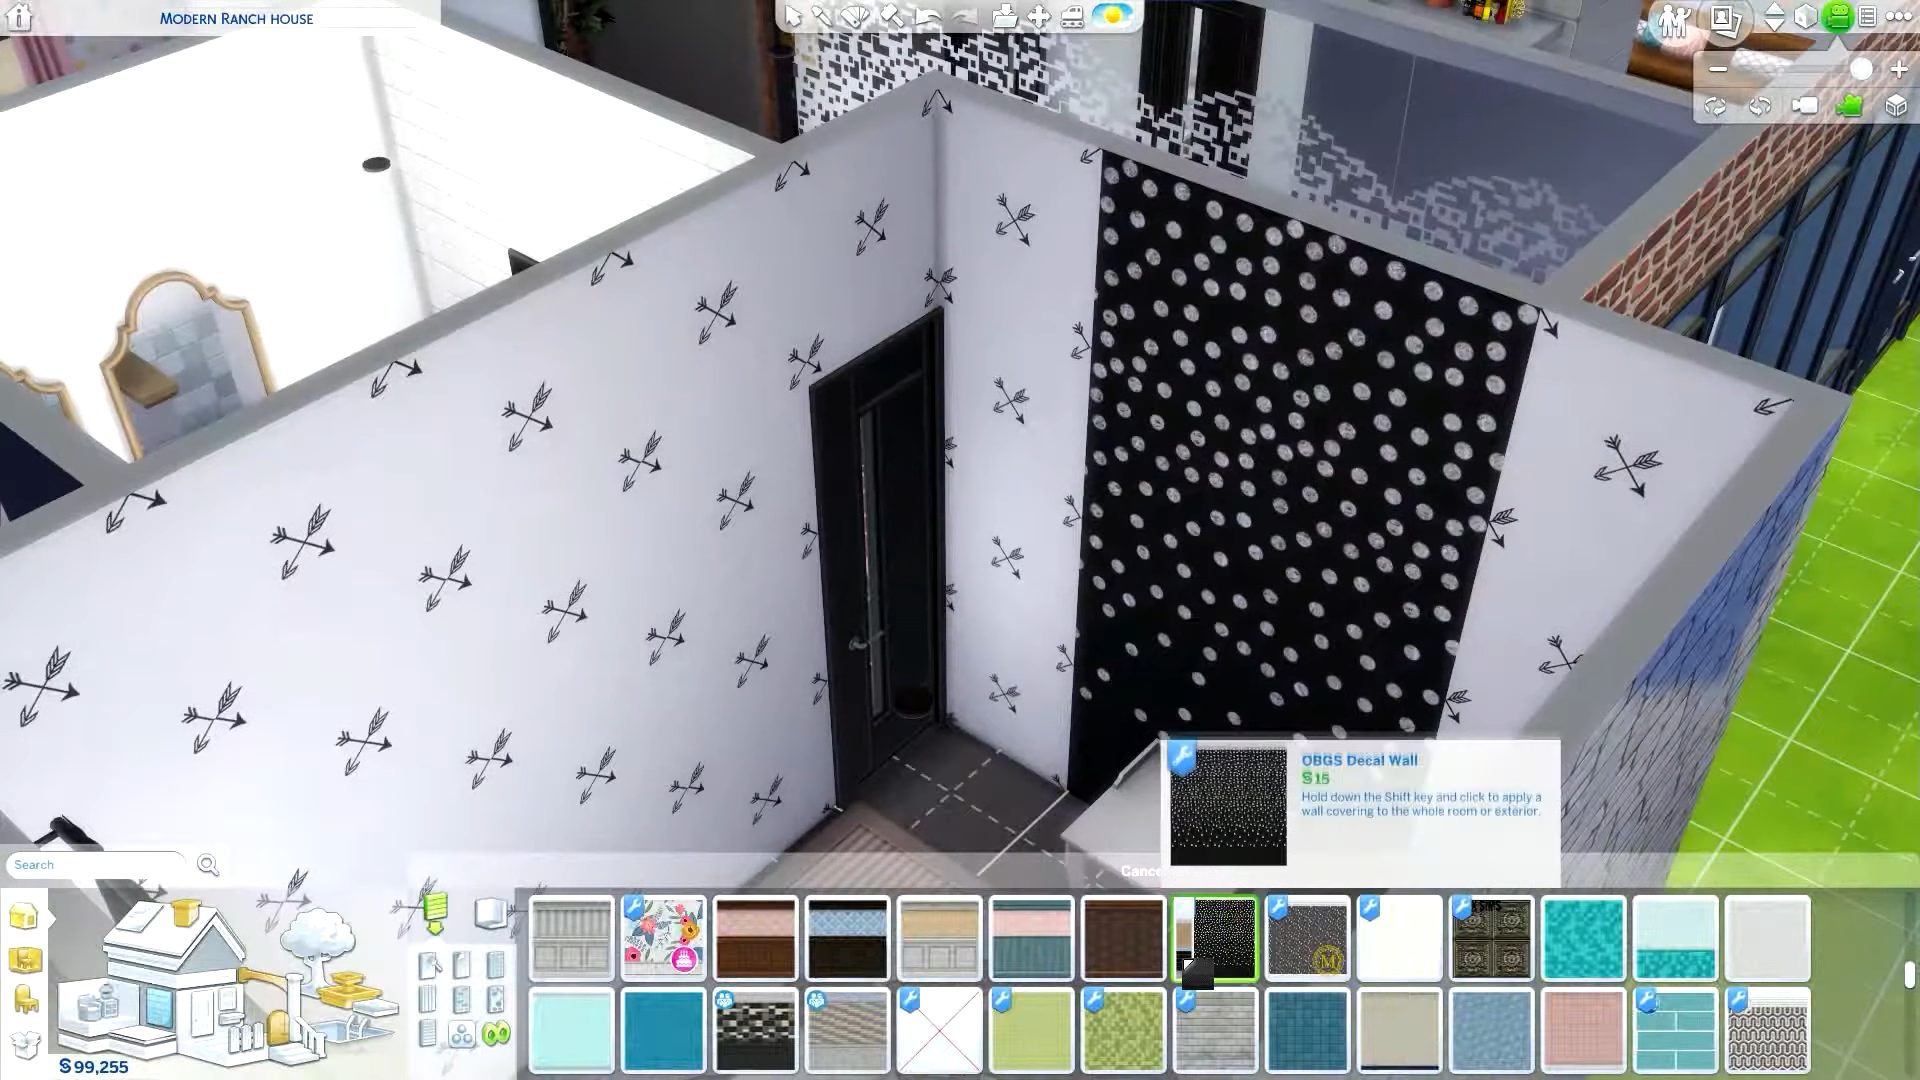 MODERN RANCH HOUSE
OBGS Decal Wall
§15
Hold down the Shift key and click to apply a
wall covering to the whole room or exterior.
Search
§99,255